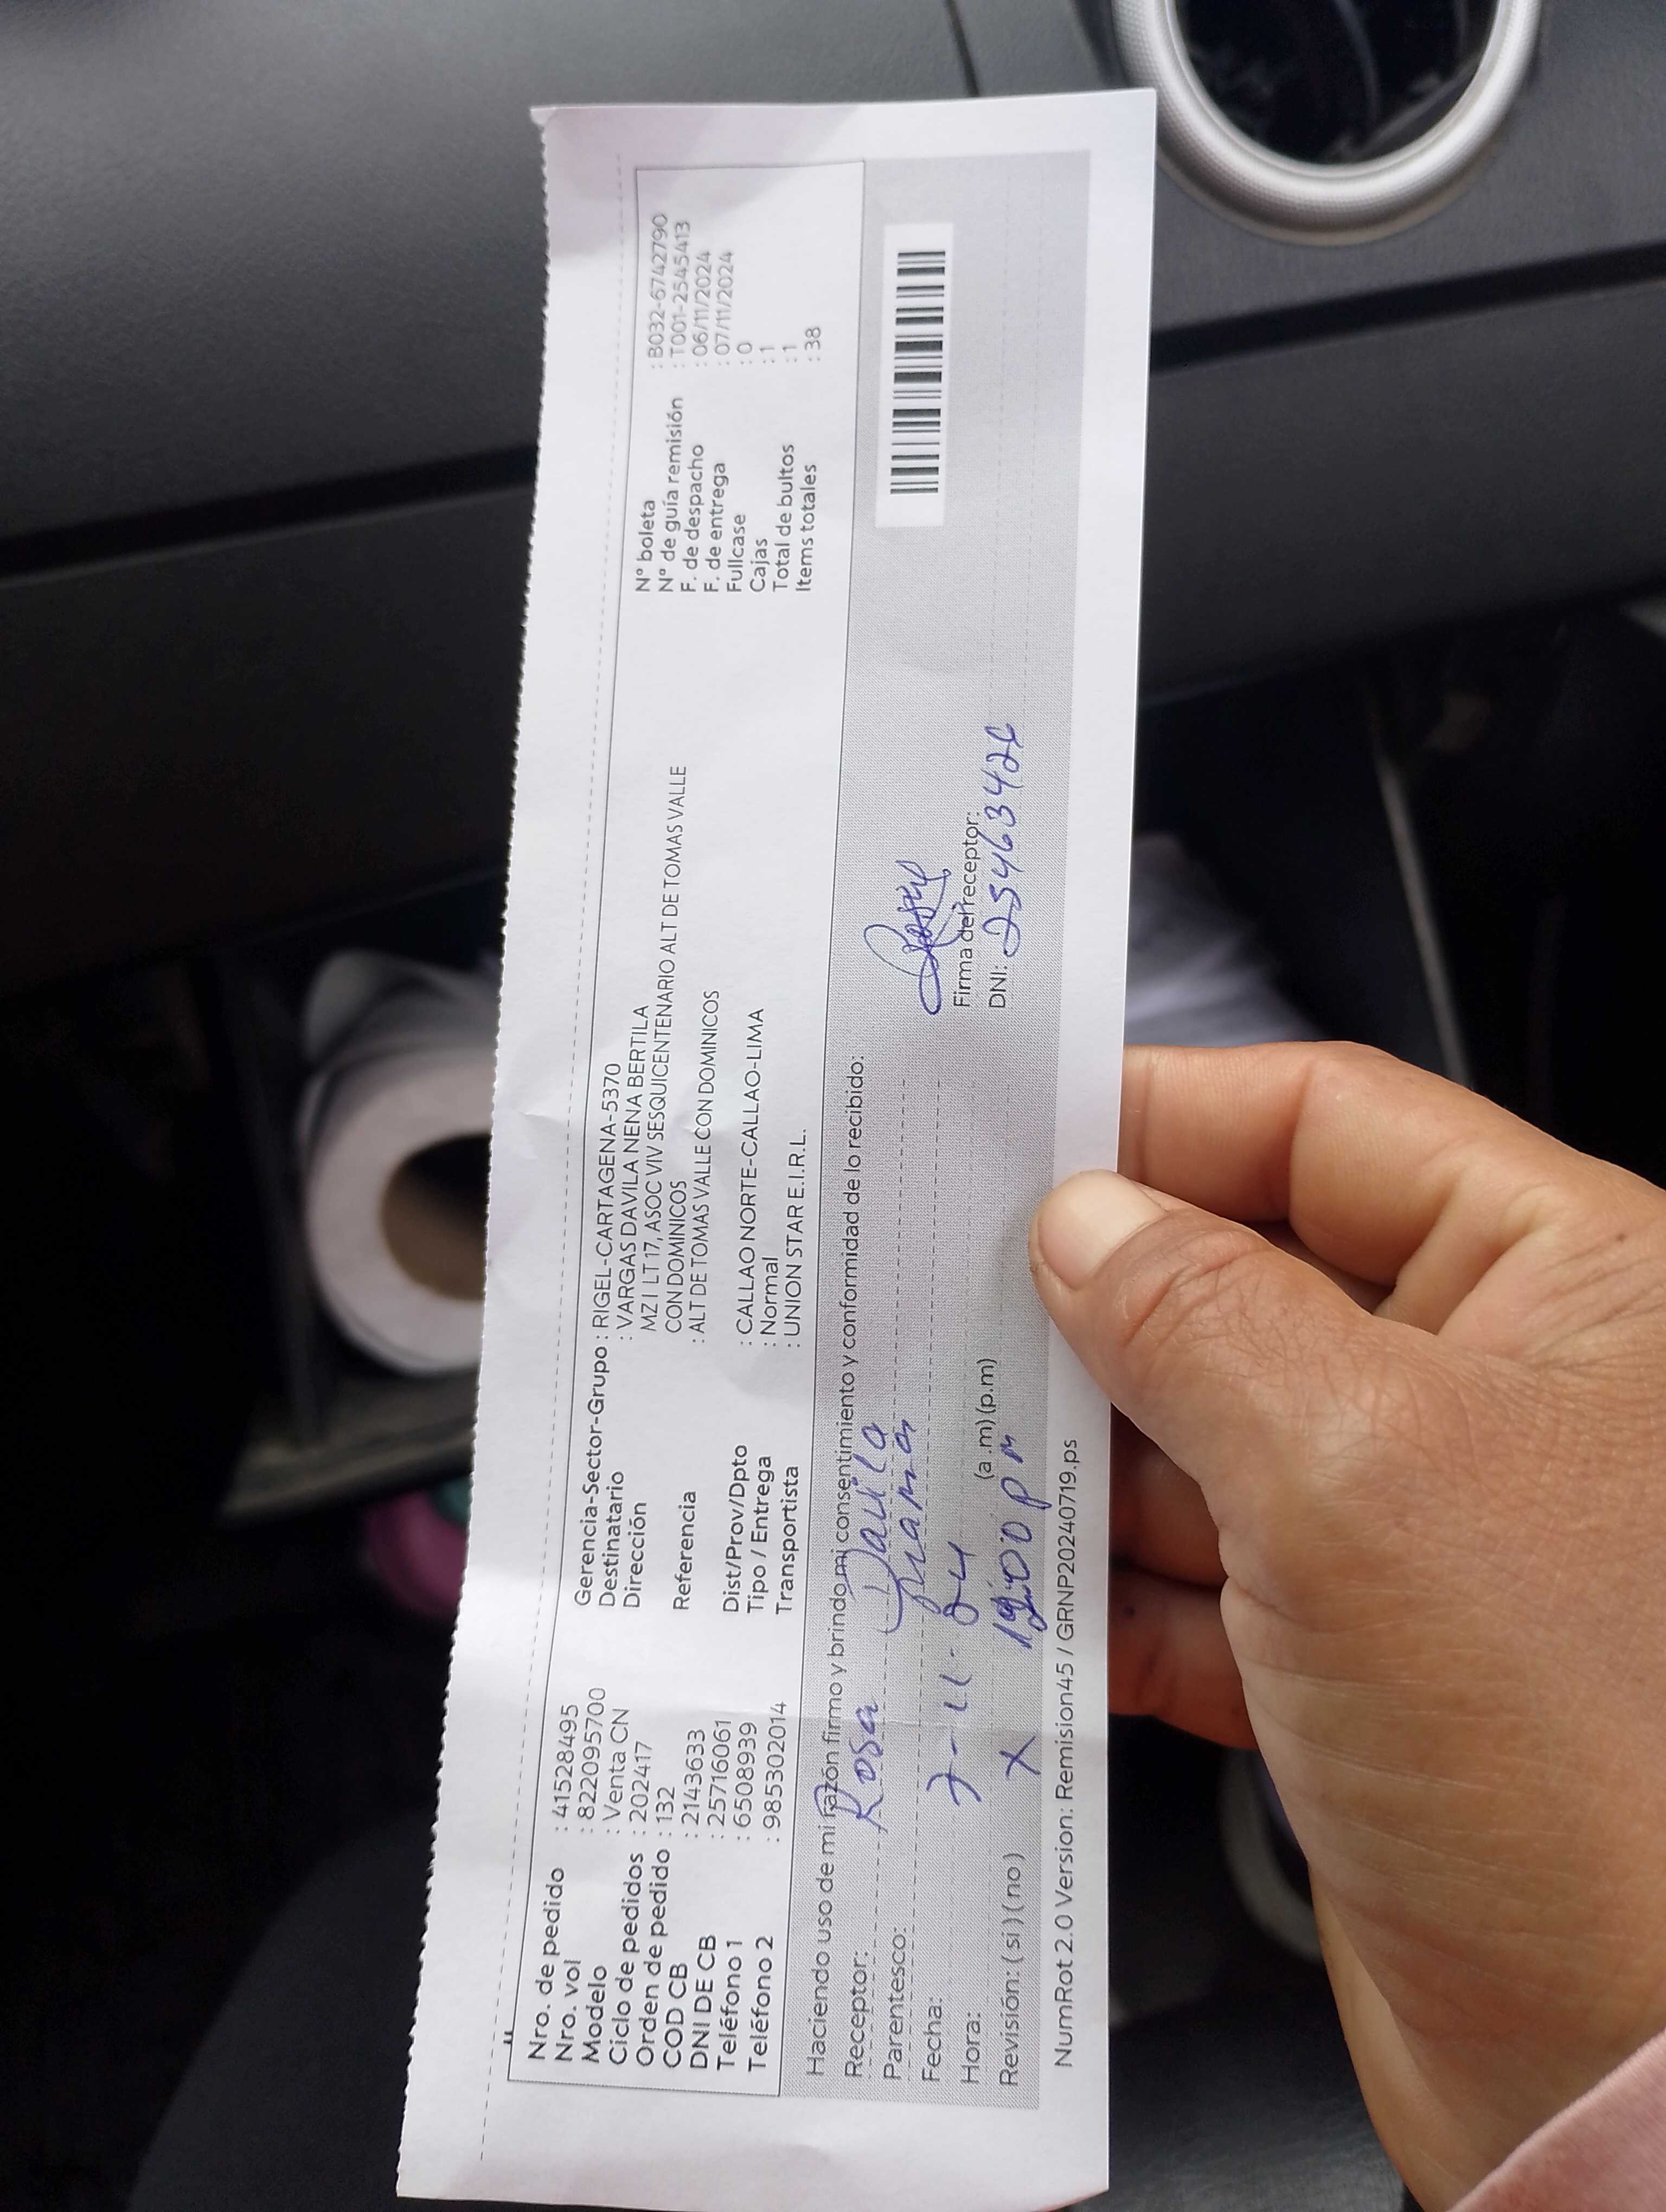 Nro. de pedido : 41528495
Nro. vol : 822095700
Modelo : Venta CN
Ciclo de pedidos : 202417
Orden de pedido : 132
COD CB : 2143633
DNI DE CB : 25716061
Teléfono 1 : 6508939
Teléfono 2 : 985302014
Gerencia-Sector-Grupo : RIGEL-CARTAGENA-5370
Destinatario : VARGAS DAVILA NENA BERTILA
Dirección MZ I LT 17, ASOC VIV SESQUICENTENARIO ALT DE TOMAS VALLE
CON DOMINICOS
Referencia : ALT DE TOMAS VALLE CON DOMINICOS
Dist/Prov/Dpto : CALLAO NORTE-CALLAO-LIMA
Tipo / Entrega : Normal
Transportista : UNION STAR E.I.R.L.
N° boleta : B032-6742790
N° de guía remisión : T001-2545413
F. de despacho : 06/11/2024
F. de entrega : 07/11/2024
Fullcase : 0
Cajas : 1
Total de bultos : 1
Items totales : 38
Haciendo uso de mi razón firmo y brindo mi consentimiento y conformidad de lo recibido:
Receptor: Rosa Davila
Parentesco:
Fecha: 7-11-
Hora: (a.m) (p.m)
Revisión: ( si ) ( no ) X pm
Firma del receptor:
DNI: 2546342
NumRot 2.0 Version: Remision45 / GRNP20240719.ps